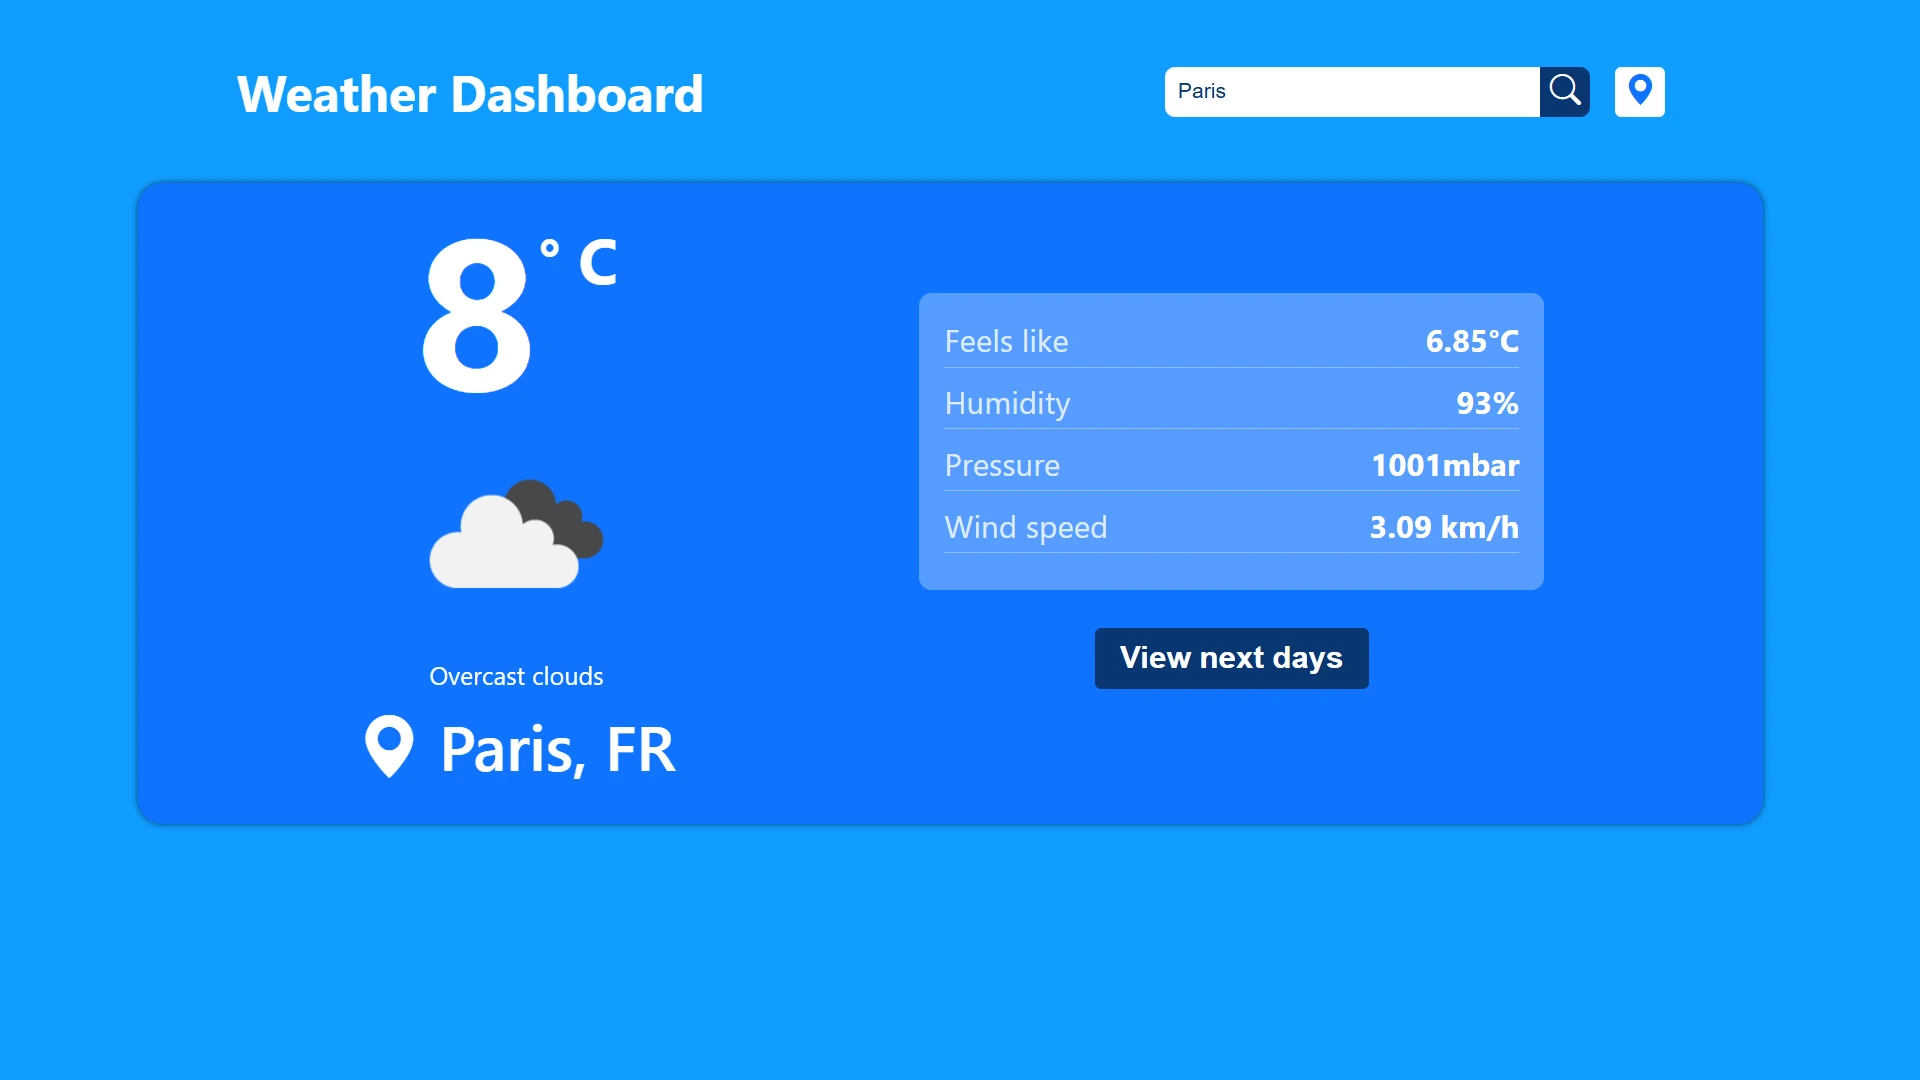 Weather Dashboard
Paris
8° C
Overcast clouds
Paris, FR
Feels like 6.85°C
Humidity 93%
Pressure 1001mbar
Wind speed 3.09 km/h
View next days